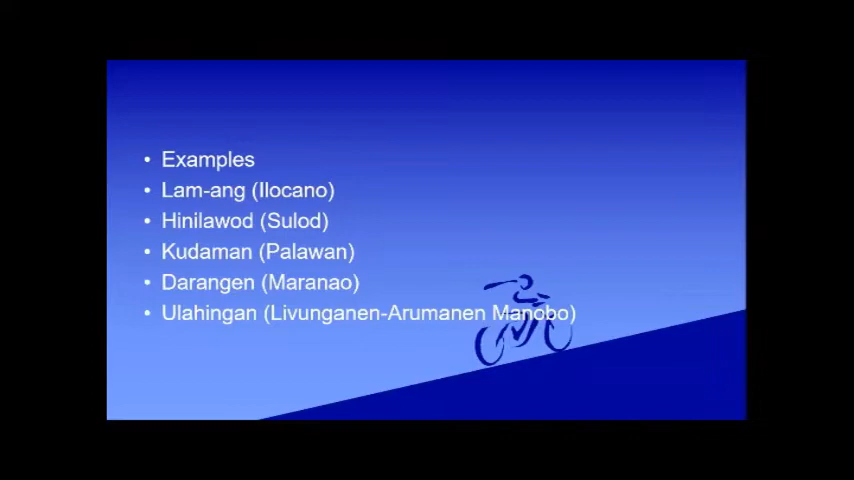 • Examples
• Lam-ang (Ilocano)
• Hinilawod (Sulod)
• Kudaman (Palawan)
• Darangen (Maranao)
• Ulahingan (Livunganen-Arumanen Manobo)